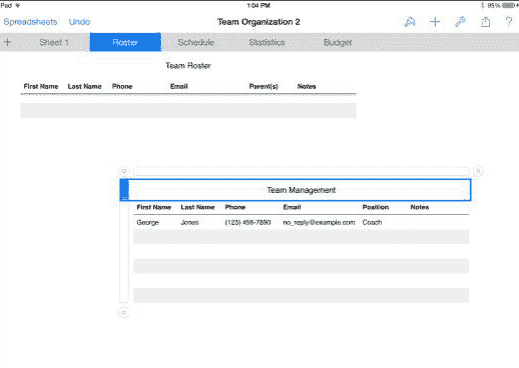 Pad 1:04 PM 95%
Spreadsheets Undo Team Organization 2 ?
+ Sheet 1 Roster Schedule Statistics Budget
Team Roster
First Name Last Name Phone Email Parent(s) Notes
Team Management
First Name Last Name Phone Email Position Notes
George Jones (123) 456-7890 no_reply@example.com Coach